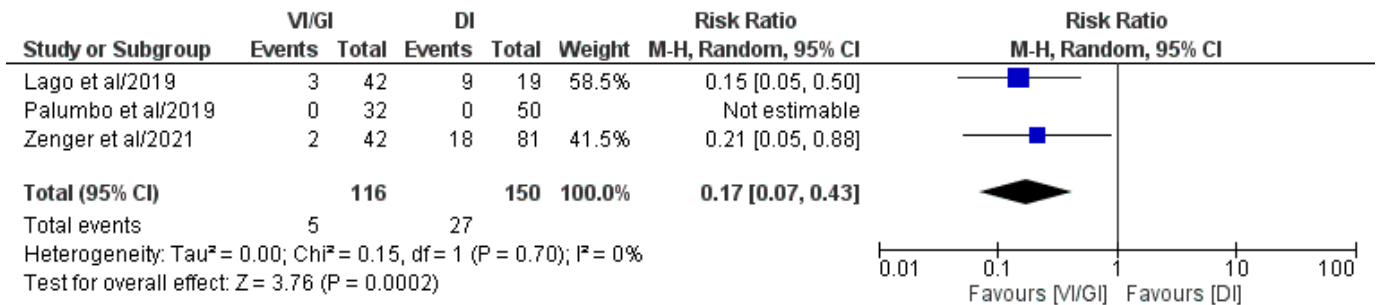 VI/GI DI Risk Ratio Risk Ratio
Study or Subgroup Events Total Events Total Weight M-H, Random, 95% CI M-H, Random, 95% CI
Lago et al/2019 3 42 9 19 58.5% 0.15 [0.05, 0.50]
Palumbo et al/2019 0 32 0 50 Not estimable
Zenger et al/2021 2 42 18 81 41.5% 0.21 [0.05, 0.88]
Total (95% CI) 116 150 100.0% 0.17 [0.07, 0.43]
Total events 5 27
Heterogeneity: Tau² = 0.00; Chi² = 0.15, df = 1 (P = 0.70); I² = 0%
Test for overall effect: Z = 3.76 (P = 0.0002)
0.01 0.1 1 10 100
Favours [VI/GI] Favours [DI]